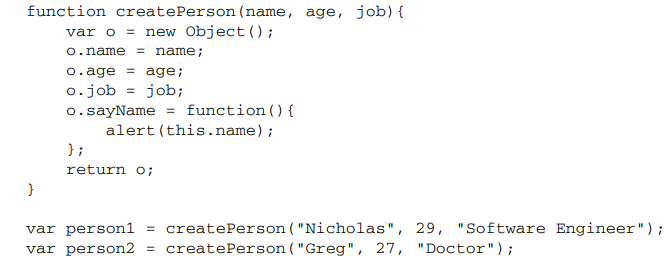 function createPerson(name, age, job){
    var o = new Object();
    o.name = name;
    o.age = age;
    o.job = job;
    o.sayName = function(){
        alert(this.name);
    };
    return o;
}

var person1 = createPerson("Nicholas", 29, "Software Engineer");
var person2 = createPerson("Greg", 27, "Doctor");